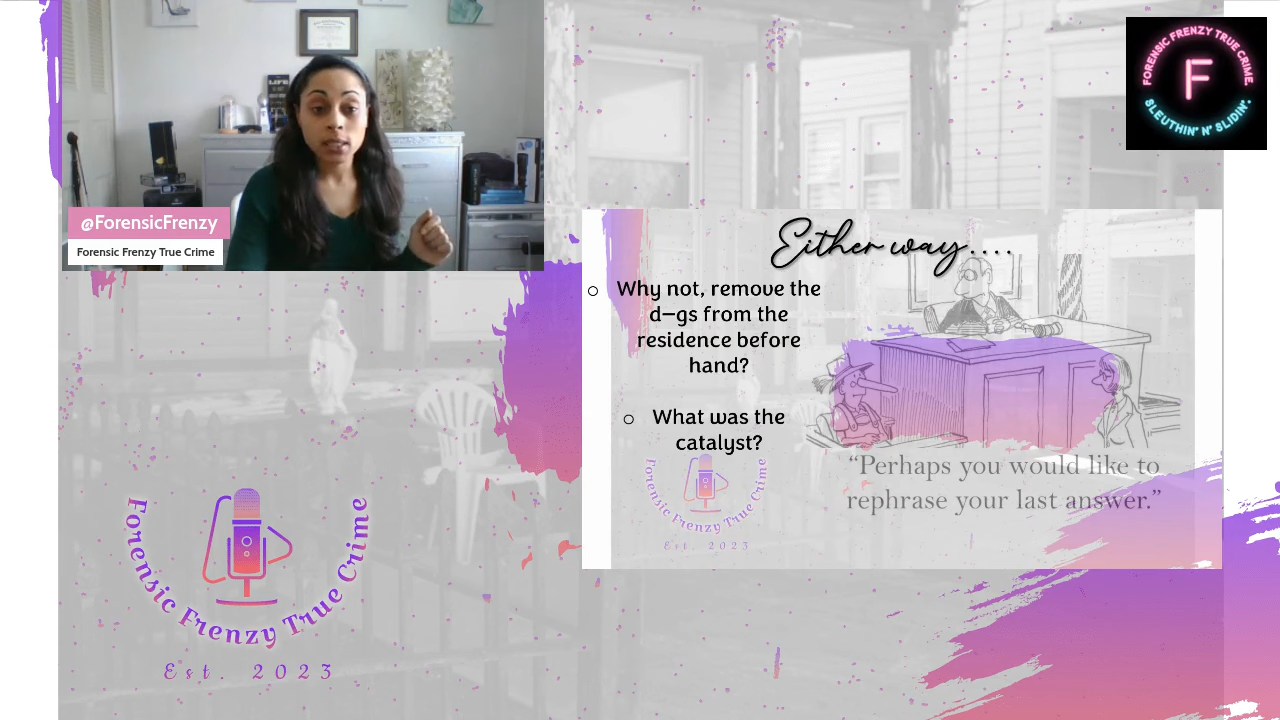 FORENSIC FRENZY TRUE CRIME.
F
SLEUTHIN' N' SLIDIN'.
LIFE
@ForensicFrenzy
Forensic Frenzy True Crime
Either way....
o Why not, remove the
d–gs from the
residence before
hand?
o What was the
catalyst?
“Perhaps you would like to
rephrase your last answer.”
Forensic Frenzy True Crime
Est. 2023
Forensic Frenzy True Crime
Est. 2023